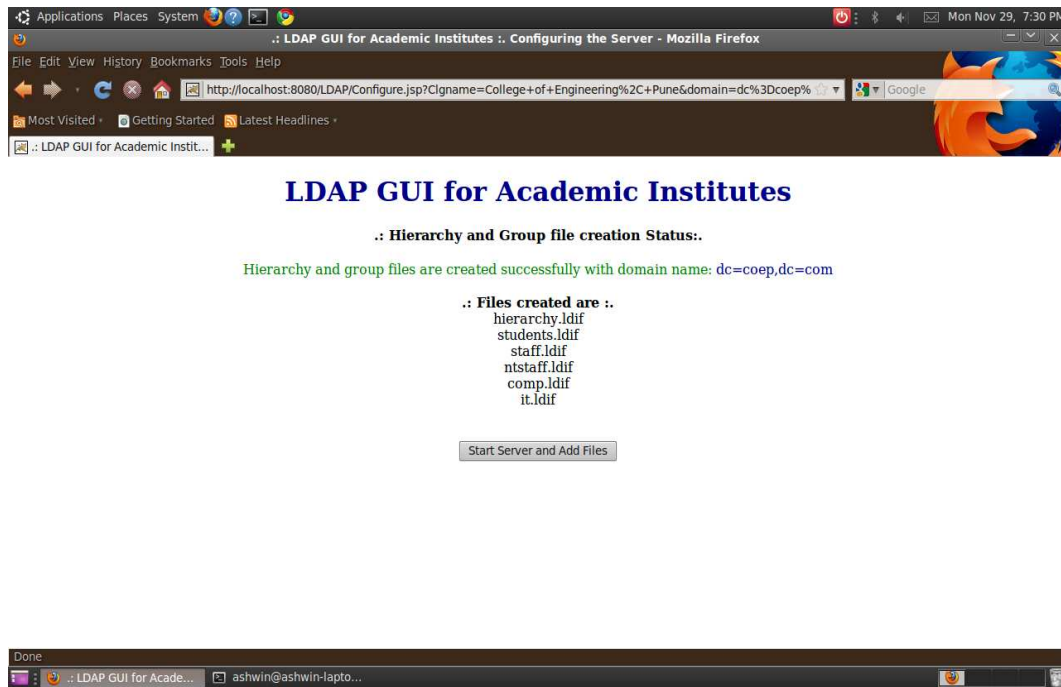 Applications Places System
Mon Nov 29, 7:30 PM
.: LDAP GUI for Academic Institutes :. Configuring the Server - Mozilla Firefox
File Edit View History Bookmarks Tools Help
http://localhost:8080/LDAP/Configure.jsp?Clgname=College+of+Engineering%2C+Pune&domain=dc%3Dcoep%
Google
Most Visited Getting Started Latest Headlines
.: LDAP GUI for Academic Instit...
LDAP GUI for Academic Institutes
.: Hierarchy and Group file creation Status:.
Hierarchy and group files are created successfully with domain name: dc=coep,dc=com
.: Files created are :.
hierarchy.ldif
students.ldif
staff.ldif
ntstaff.ldif
comp.ldif
it.ldif
Start Server and Add Files
Done
.: LDAP GUI for Acade... ashwin@ashwin-lapto...